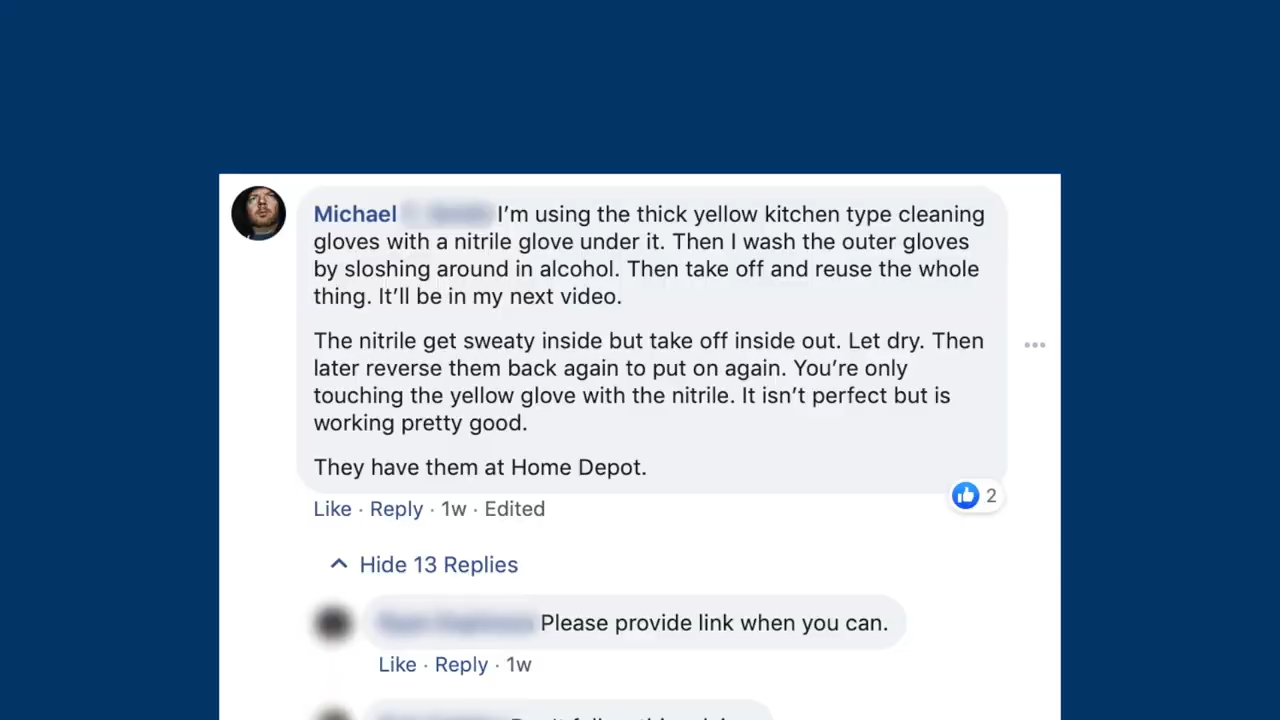 Michael I’m using the thick yellow kitchen type cleaning
gloves with a nitrile glove under it. Then I wash the outer gloves
by sloshing around in alcohol. Then take off and reuse the whole
thing. It’ll be in my next video.
The nitrile get sweaty inside but take off inside out. Let dry. Then
later reverse them back again to put on again. You’re only
touching the yellow glove with the nitrile. It isn’t perfect but is
working pretty good.
They have them at Home Depot.
2
Like · Reply · 1w · Edited
Hide 13 Replies
Please provide link when you can.
Like · Reply · 1w